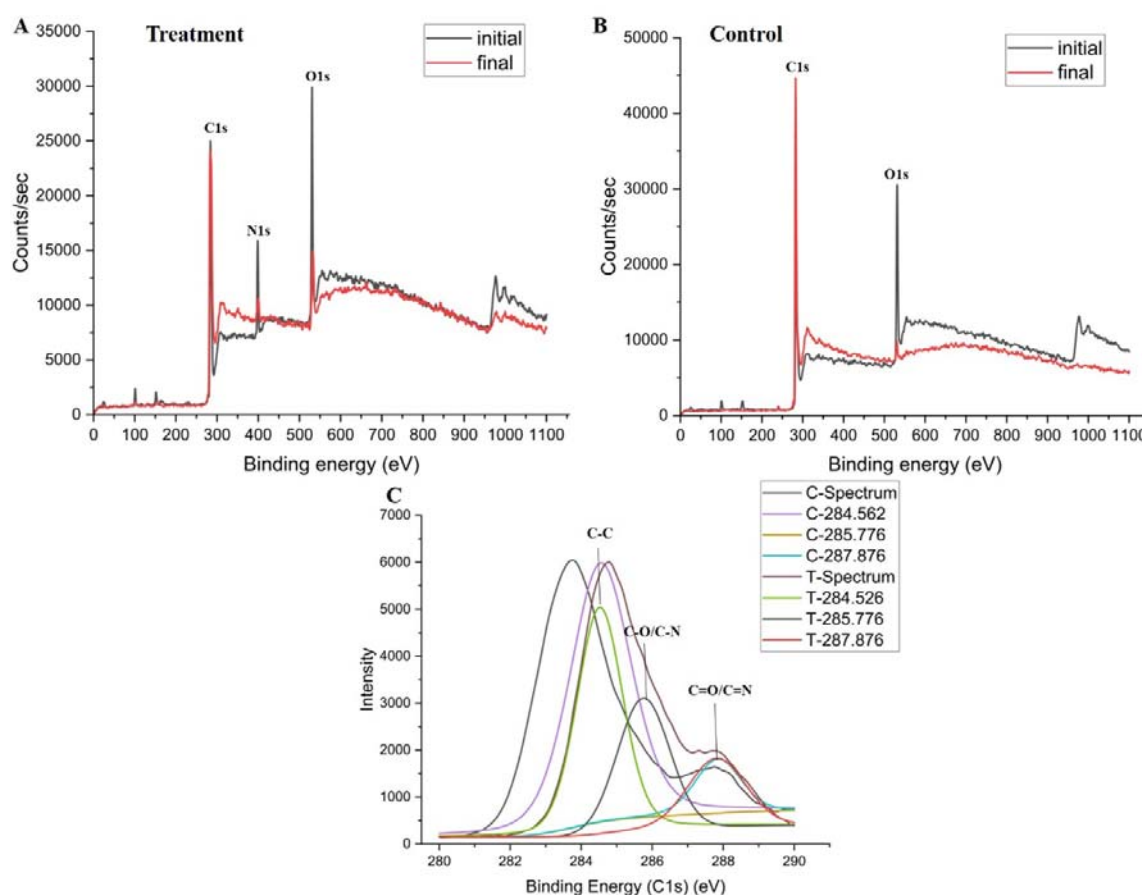 A
Treatment
initial
final
C1s
N1s
O1s
Counts/sec
35000
30000
25000
20000
15000
10000
5000
0
0 100 200 300 400 500 600 700 800 900 1000 1100
Binding energy (eV)
B
Control
initial
final
C1s
O1s
Counts/sec
50000
40000
30000
20000
10000
0
0 100 200 300 400 500 600 700 800 900 1000 1100
Binding energy (eV)
C
C-Spectrum
C-284.562
C-285.776
C-287.876
T-Spectrum
T-284.526
T-285.776
T-287.876
C-C
C-O/C-N
C=O/C=N
Intensity
7000
6000
5000
4000
3000
2000
1000
0
280 282 284 286 288 290
Binding Energy (C1s) (eV)